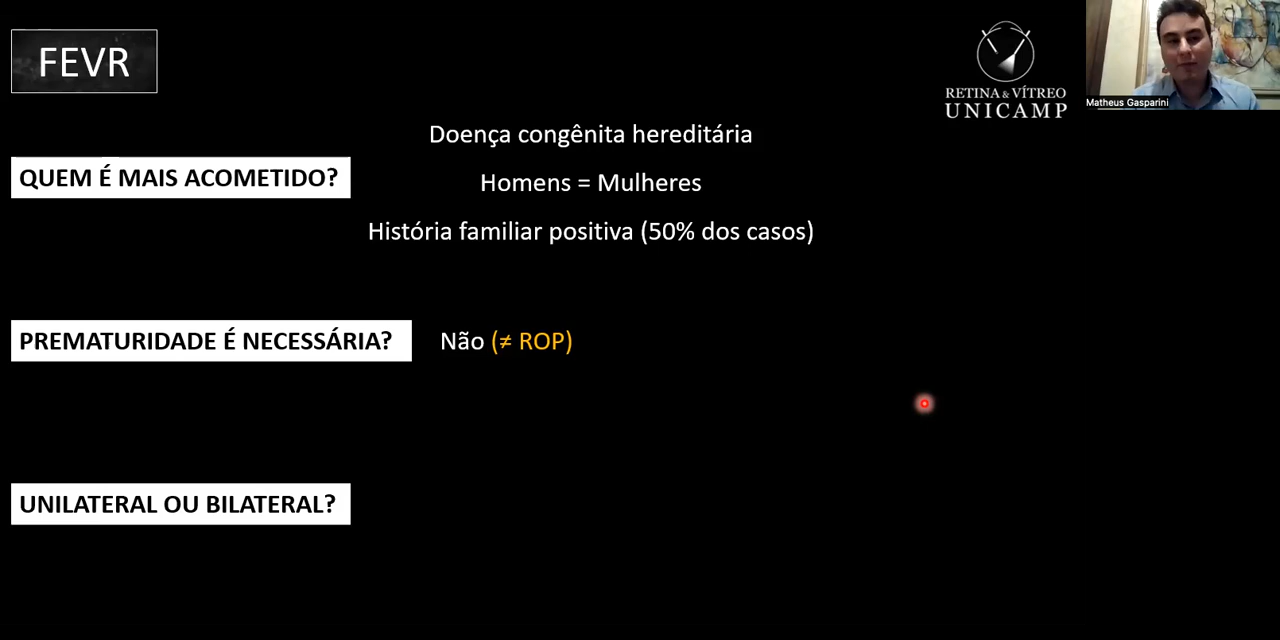 FEVR
RETINA & VÍTREO
UNICAMP
Matheus Gasparini
Doença congênita hereditária
QUEM É MAIS ACOMETIDO?
Homens = Mulheres
História familiar positiva (50% dos casos)
PREMATURIDADE É NECESSÁRIA?
Não (≠ ROP)
UNILATERAL OU BILATERAL?